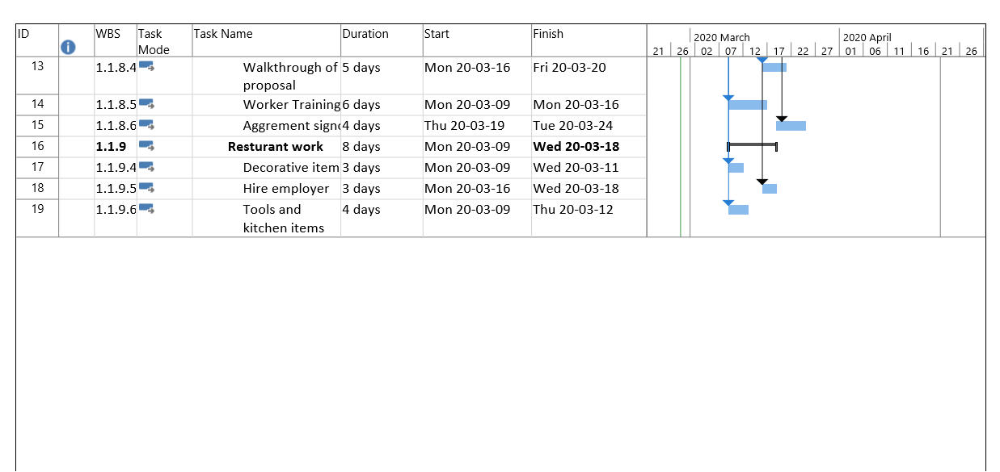 ID WBS Task Mode Task Name Duration Start Finish
2020 March 2020 April
21 26 02 07 12 17 22 27 01 06 11 16 21 26
13 1.1.8.4 Walkthrough of proposal 5 days Mon 20-03-16 Fri 20-03-20
14 1.1.8.5 Worker Training 6 days Mon 20-03-09 Mon 20-03-16
15 1.1.8.6 Aggrement sign 4 days Thu 20-03-19 Tue 20-03-24
16 1.1.9 Resturant work 8 days Mon 20-03-09 Wed 20-03-18
17 1.1.9.4 Decorative item 3 days Mon 20-03-09 Wed 20-03-11
18 1.1.9.5 Hire employer 3 days Mon 20-03-16 Wed 20-03-18
19 1.1.9.6 Tools and kitchen items 4 days Mon 20-03-09 Thu 20-03-12